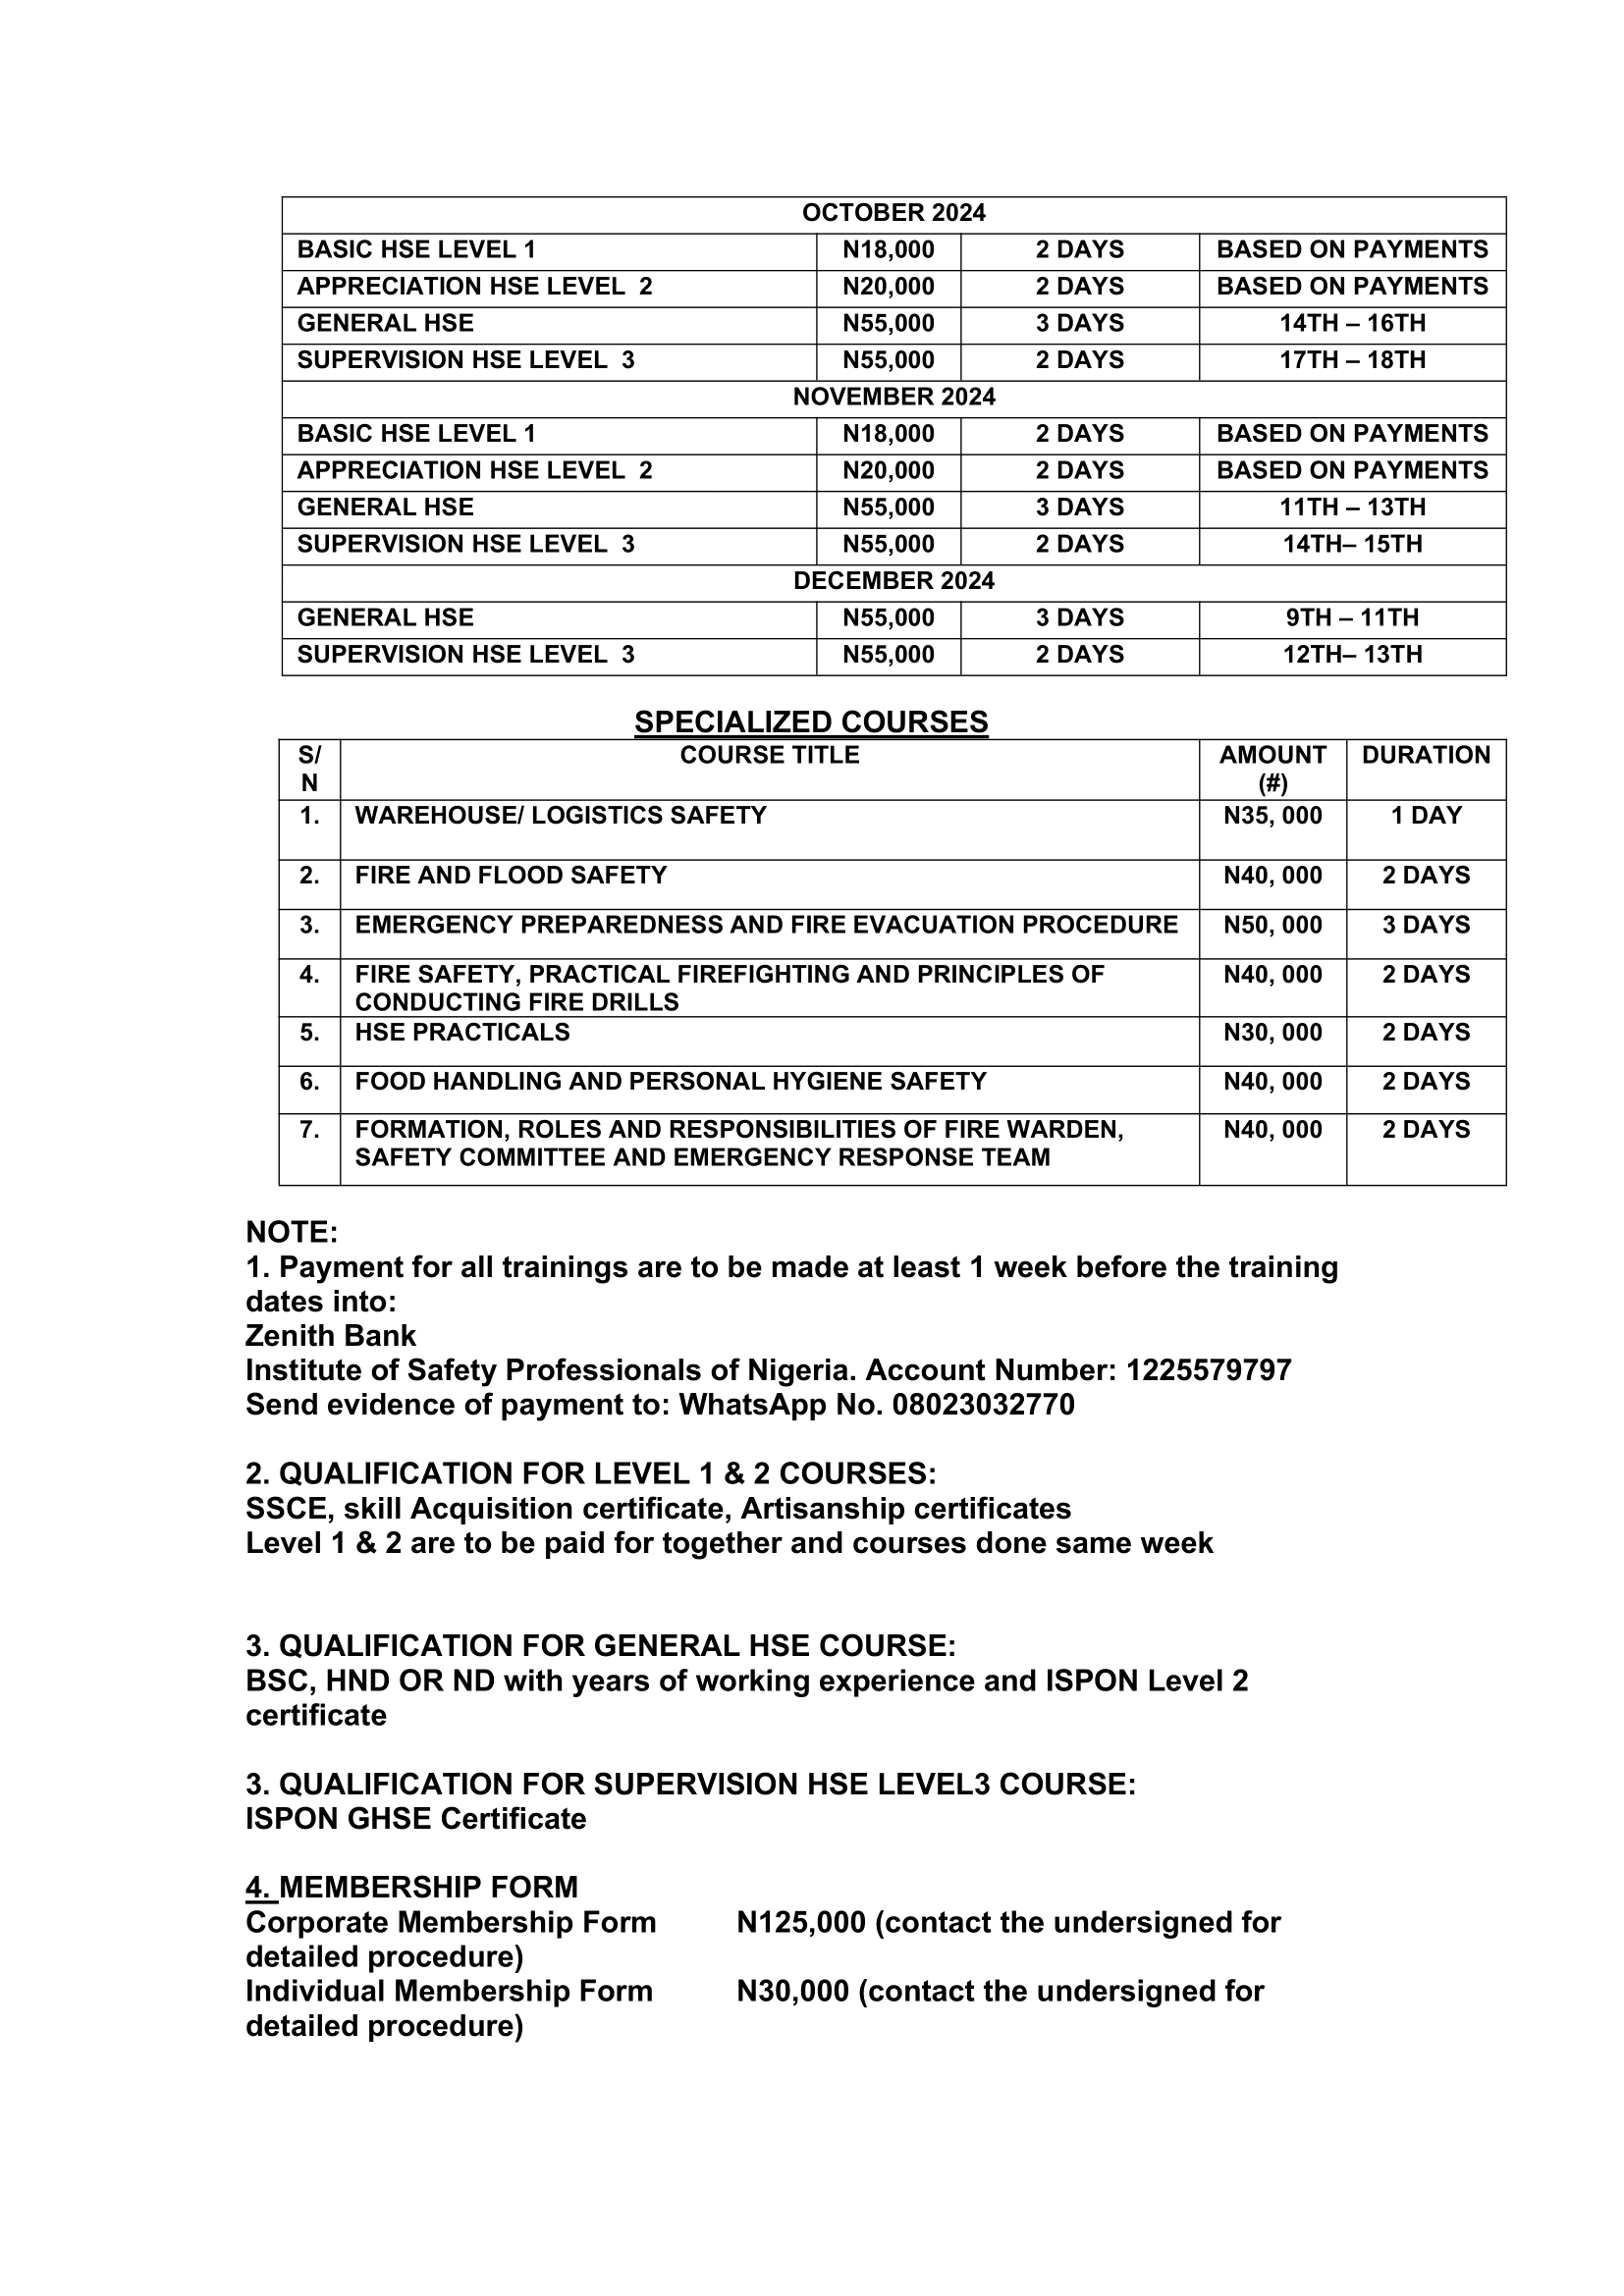 OCTOBER 2024
BASIC HSE LEVEL 1 N18,000 2 DAYS BASED ON PAYMENTS
APPRECIATION HSE LEVEL 2 N20,000 2 DAYS BASED ON PAYMENTS
GENERAL HSE N55,000 3 DAYS 14TH – 16TH
SUPERVISION HSE LEVEL 3 N55,000 2 DAYS 17TH – 18TH
NOVEMBER 2024
BASIC HSE LEVEL 1 N18,000 2 DAYS BASED ON PAYMENTS
APPRECIATION HSE LEVEL 2 N20,000 2 DAYS BASED ON PAYMENTS
GENERAL HSE N55,000 3 DAYS 11TH – 13TH
SUPERVISION HSE LEVEL 3 N55,000 2 DAYS 14TH– 15TH
DECEMBER 2024
GENERAL HSE N55,000 3 DAYS 9TH – 11TH
SUPERVISION HSE LEVEL 3 N55,000 2 DAYS 12TH– 13TH
SPECIALIZED COURSES
S/ COURSE TITLE AMOUNT DURATION
N (#)
1. WAREHOUSE/ LOGISTICS SAFETY N35, 000 1 DAY
2. FIRE AND FLOOD SAFETY N40, 000 2 DAYS
3. EMERGENCY PREPAREDNESS AND FIRE EVACUATION PROCEDURE N50, 000 3 DAYS
4. FIRE SAFETY, PRACTICAL FIREFIGHTING AND PRINCIPLES OF N40, 000 2 DAYS
CONDUCTING FIRE DRILLS
5. HSE PRACTICALS N30, 000 2 DAYS
6. FOOD HANDLING AND PERSONAL HYGIENE SAFETY N40, 000 2 DAYS
7. FORMATION, ROLES AND RESPONSIBILITIES OF FIRE WARDEN, N40, 000 2 DAYS
SAFETY COMMITTEE AND EMERGENCY RESPONSE TEAM
NOTE:
1. Payment for all trainings are to be made at least 1 week before the training
dates into:
Zenith Bank
Institute of Safety Professionals of Nigeria. Account Number: 1225579797
Send evidence of payment to: WhatsApp No. 08023032770
2. QUALIFICATION FOR LEVEL 1 & 2 COURSES:
SSCE, skill Acquisition certificate, Artisanship certificates
Level 1 & 2 are to be paid for together and courses done same week
3. QUALIFICATION FOR GENERAL HSE COURSE:
BSC, HND OR ND with years of working experience and ISPON Level 2
certificate
3. QUALIFICATION FOR SUPERVISION HSE LEVEL3 COURSE:
ISPON GHSE Certificate
4. MEMBERSHIP FORM
Corporate Membership Form N125,000 (contact the undersigned for
detailed procedure)
Individual Membership Form N30,000 (contact the undersigned for
detailed procedure)